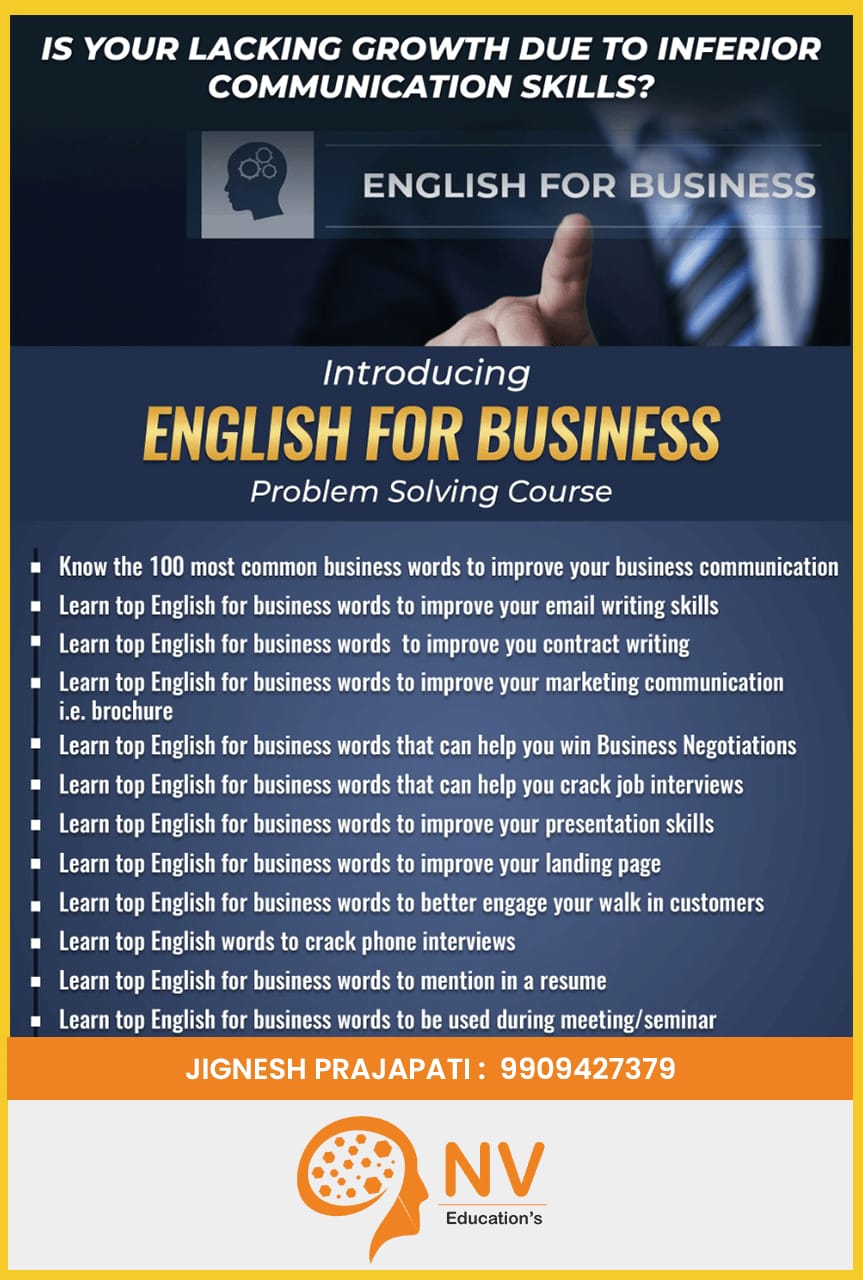 IS YOUR LACKING GROWTH DUE TO INFERIOR
COMMUNICATION SKILLS?
ENGLISH FOR BUSINESS
Introducing
ENGLISH FOR BUSINESS
Problem Solving Course
Know the 100 most common business words to improve your business communication
Learn top English for business words to improve your email writing skills
Learn top English for business words to improve you contract writing
Learn top English for business words to improve your marketing communication
i.e. brochure
Learn top English for business words that can help you win Business Negotiations
Learn top English for business words that can help you crack job interviews
Learn top English for business words to improve your presentation skills
Learn top English for business words to improve your landing page
Learn top English for business words to better engage your walk in customers
Learn top English words to crack phone interviews
Learn top English for business words to mention in a resume
Learn top English for business words to be used during meeting/seminar
JIGNESH PRAJAPATI : 9909427379
NV
Education's